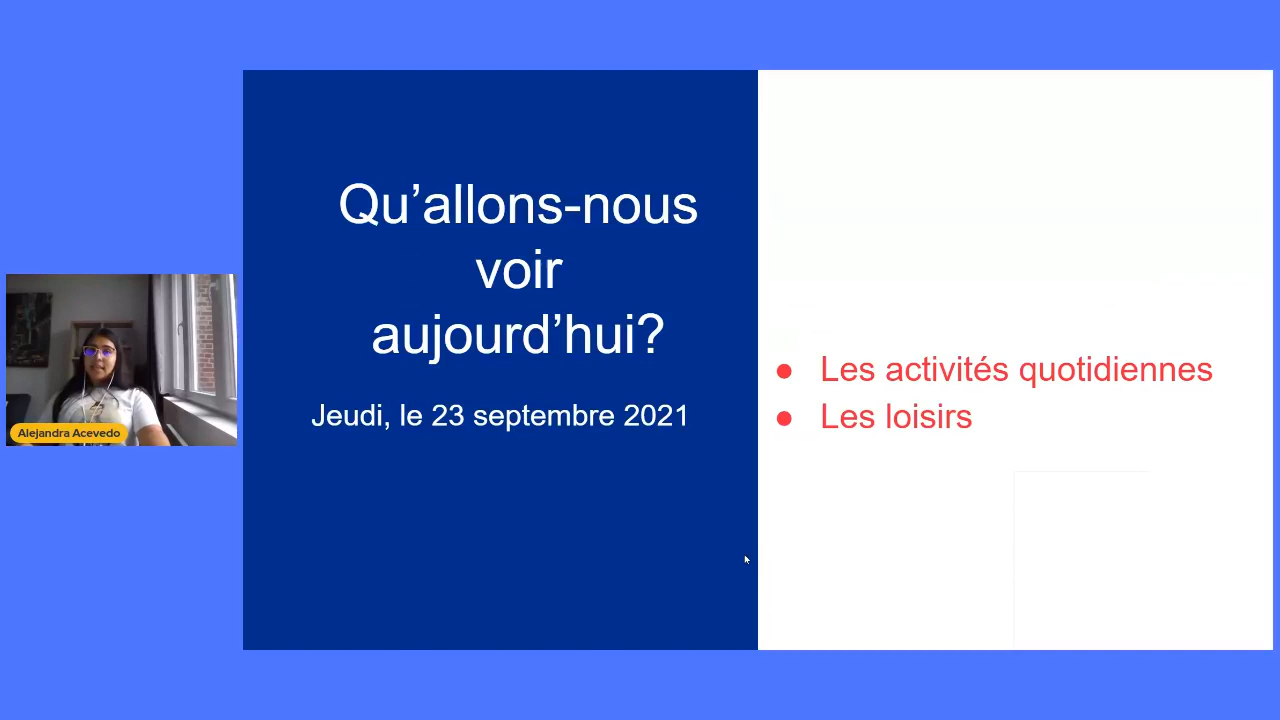 Qu’allons-nous
voir
aujourd’hui?
Jeudi, le 23 septembre 2021
● Les activités quotidiennes
● Les loisirs
Alejandra Acevedo